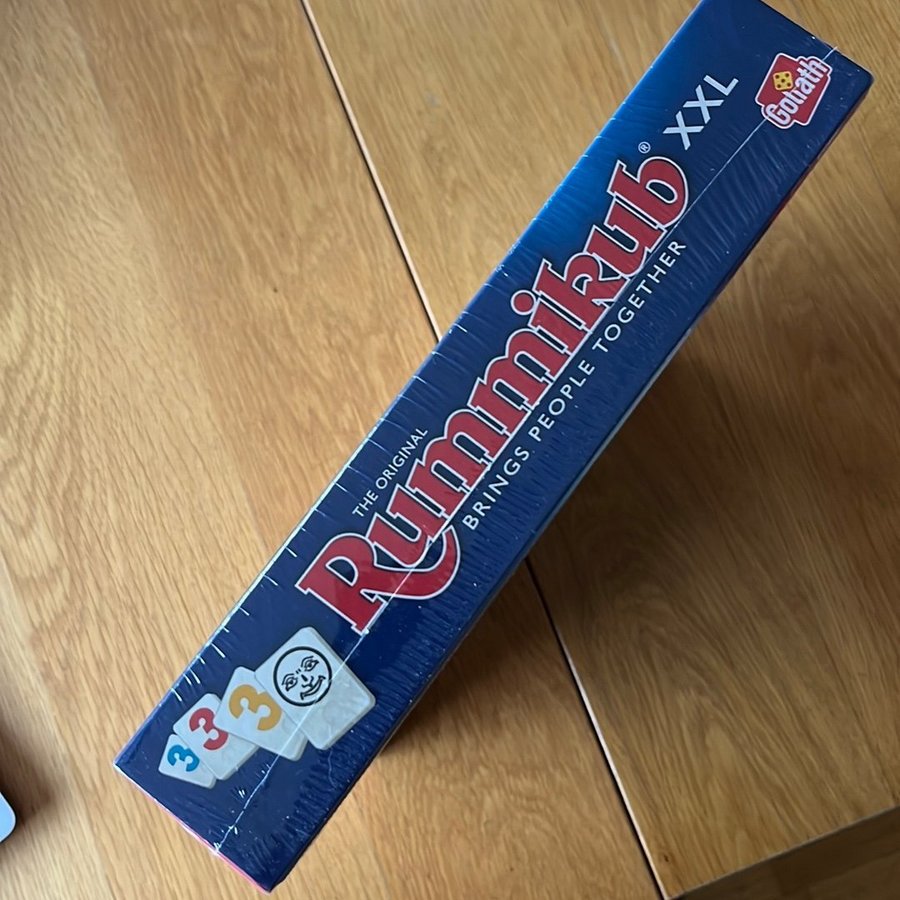 THE ORIGINAL
Rummikub® XXL
BRINGS PEOPLE TOGETHER
Goliath
3 3 3